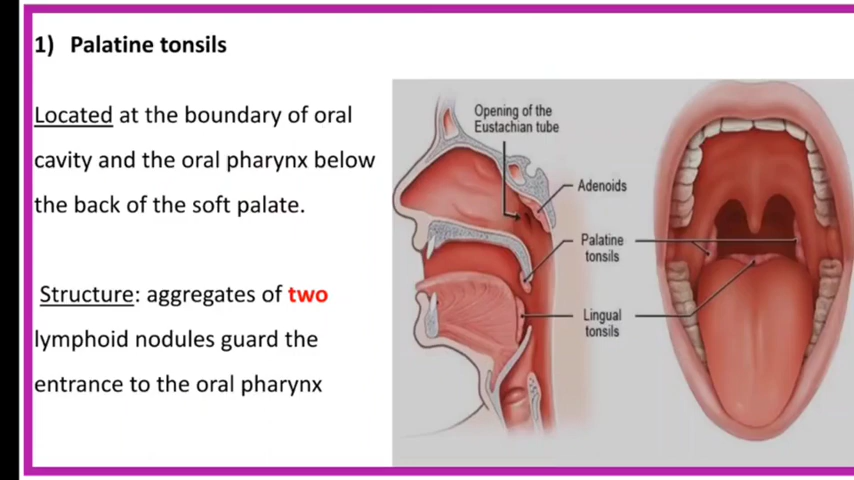 1) Palatine tonsils
Located at the boundary of oral
cavity and the oral pharynx below
the back of the soft palate.
Structure: aggregates of two
lymphoid nodules guard the
entrance to the oral pharynx
Opening of the
Eustachian tube
Adenoids
Palatine
tonsils
Lingual
tonsils